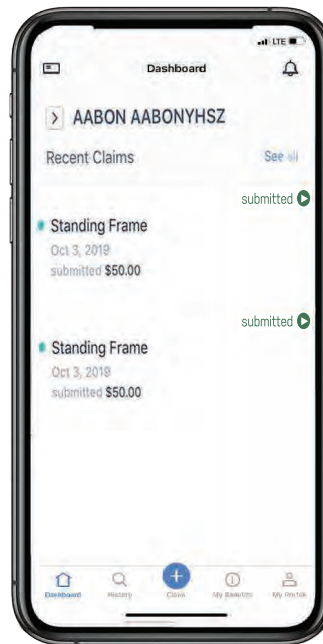 LTE
Dashboard
AABON AABONYHSZ
Recent Claims See all
submitted
Standing Frame
Oct 3, 2019
submitted $50.00
submitted
Standing Frame
Oct 3, 2019
submitted $50.00
Dashboard History Claim My Benefits My Profile